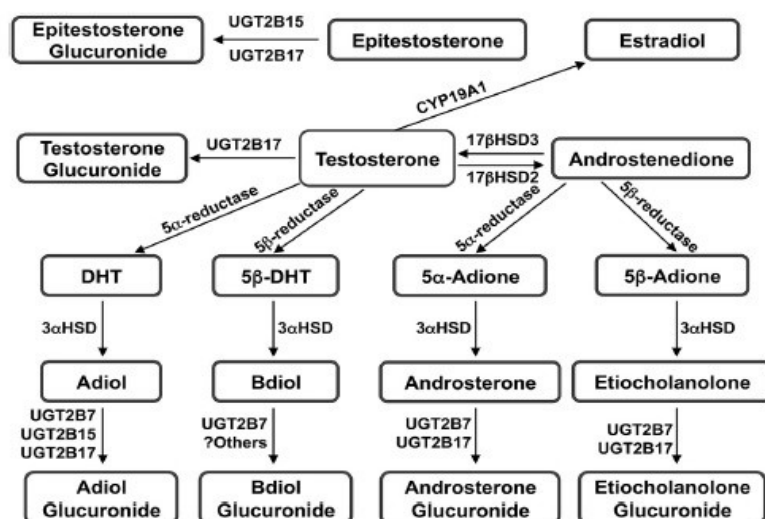 Epitestosterone
Glucuronide
UGT2B15
UGT2B17
Epitestosterone
Estradiol
CYP19A1
Testosterone
Glucuronide
UGT2B17
Testosterone
17βHSD3
17βHSD2
Androstenedione
5α-reductase
5β-reductase
5α-reductase
5β-reductase
DHT
5β-DHT
5α-Adione
5β-Adione
3αHSD
3αHSD
3αHSD
3αHSD
Adiol
Bdiol
Androsterone
Etiocholanolone
UGT2B7
UGT2B15
UGT2B17
UGT2B7
?Others
UGT2B7
UGT2B17
UGT2B7
UGT2B17
Adiol
Glucuronide
Bdiol
Glucuronide
Androsterone
Glucuronide
Etiocholanolone
Glucuronide